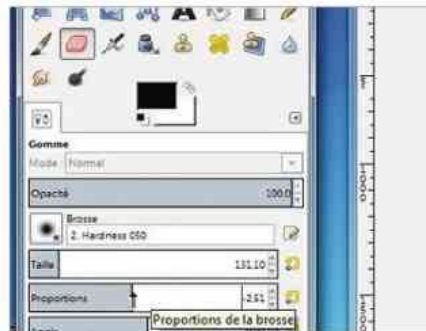 Gomme
Mode : Normal
Opacité 100.0
Brosse
2. Hardness 050
Taille 131.10
Proportions -2.51
Proportions de la brosse
Angle